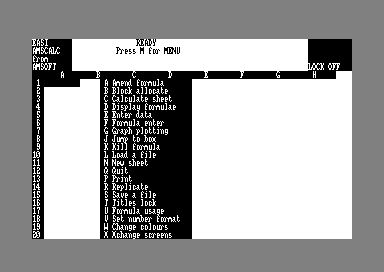 EASI READY
AMSCALC Press M for MENU
from
AMSOFT LOCK OFF
A B C D E F G H
1 A Amend formula
2 B Block allocate
3 C Calculate sheet
4 D Display formulae
5 E Enter data
6 F Formula enter
7 G Graph plotting
8 J Jump to box
9 K Kill formula
10 L Load a file
11 N New sheet
12 Q Quit
13 P Print
14 R Replicate
15 S Save a file
16 T Titles lock
17 U Formula usage
18 V Set number format
19 W Change colours
20 X Xchange screens